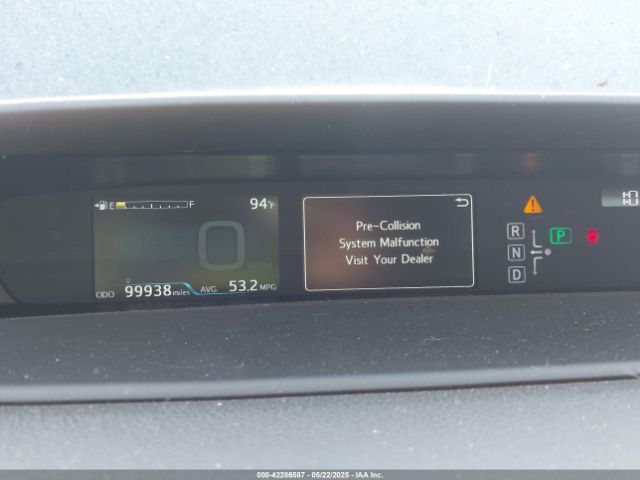 E F 94°F
0
MPH
ODO 99938 miles AVG 53.2 MPG
Pre-Collision
System Malfunction
Visit Your Dealer
R
N
D
P
000-42286587 - 05/22/2025 - IAA Inc.